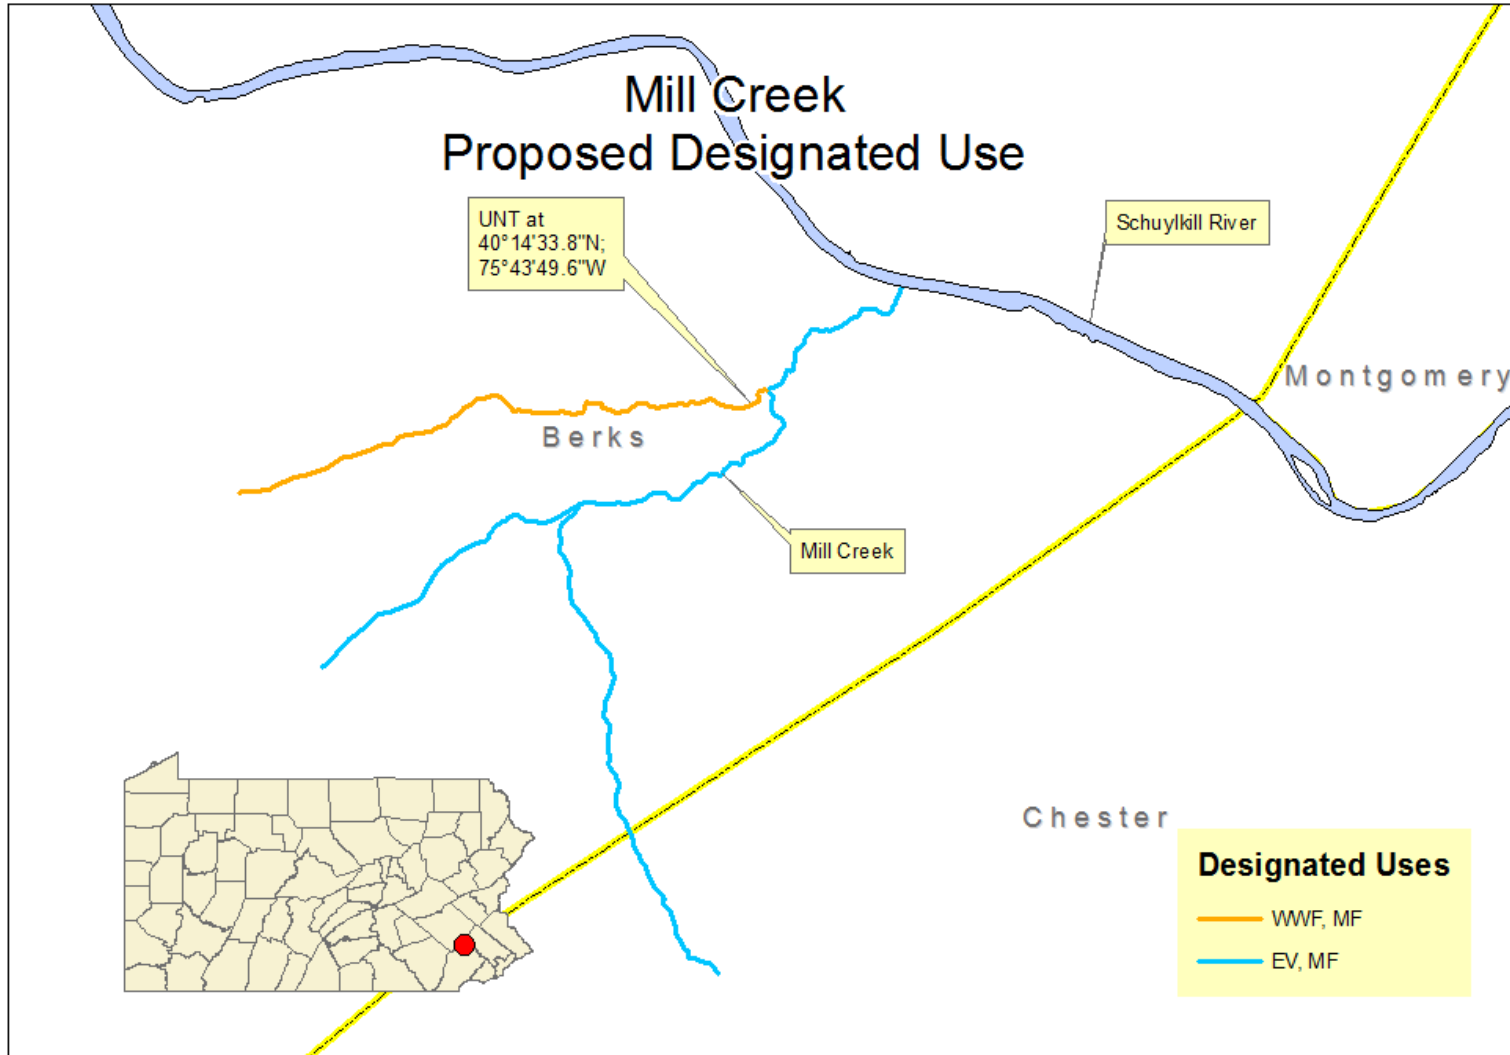 Mill Creek
Proposed Designated Use
UNT at
40°14'33.8"N;
75°43'49.6"W
Schuylkill River
Montgomery
Berks
Mill Creek
Chester
Designated Uses
WWF, MF
EV, MF